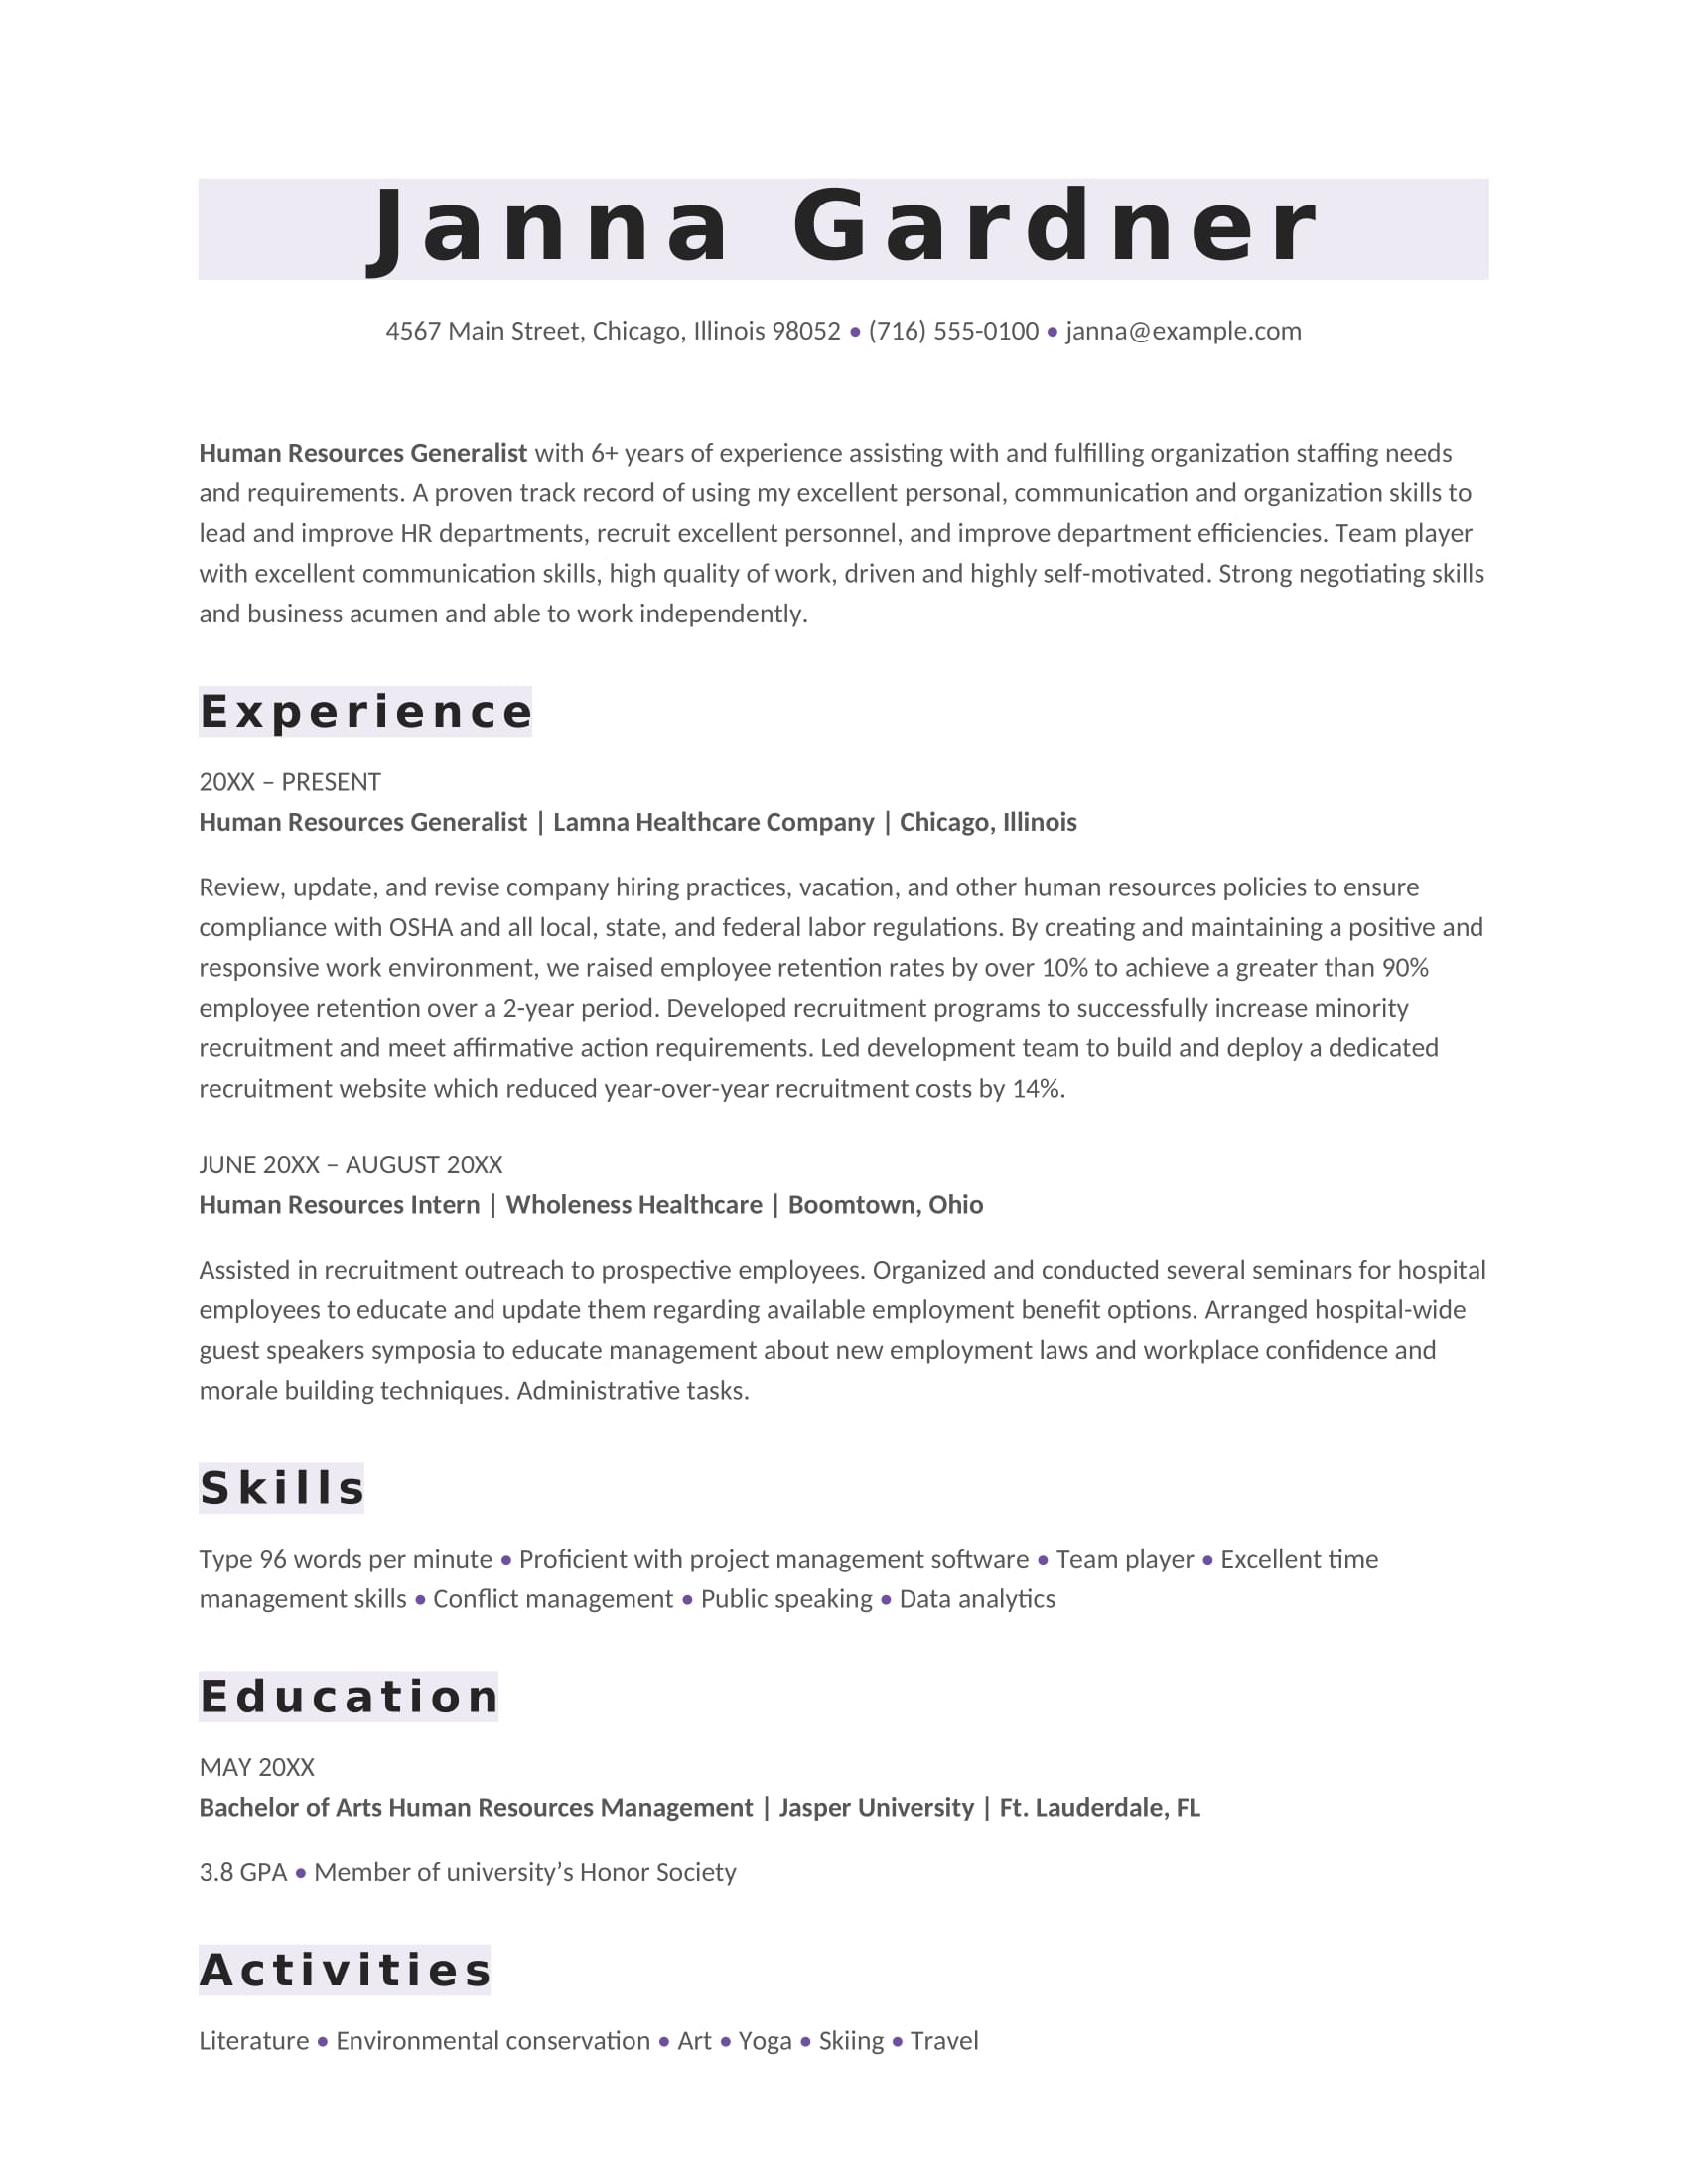 Janna Gardner
4567 Main Street, Chicago, Illinois 98052 • (716) 555-0100 • janna@example.com
Human Resources Generalist with 6+ years of experience assisting with and fulfilling organization staffing needs
and requirements. A proven track record of using my excellent personal, communication and organization skills to
lead and improve HR departments, recruit excellent personnel, and improve department efficiencies. Team player
with excellent communication skills, high quality of work, driven and highly self-motivated. Strong negotiating skills
and business acumen and able to work independently.
Experience
20XX – PRESENT
Human Resources Generalist | Lamna Healthcare Company | Chicago, Illinois
Review, update, and revise company hiring practices, vacation, and other human resources policies to ensure
compliance with OSHA and all local, state, and federal labor regulations. By creating and maintaining a positive and
responsive work environment, we raised employee retention rates by over 10% to achieve a greater than 90%
employee retention over a 2-year period. Developed recruitment programs to successfully increase minority
recruitment and meet affirmative action requirements. Led development team to build and deploy a dedicated
recruitment website which reduced year-over-year recruitment costs by 14%.
JUNE 20XX – AUGUST 20XX
Human Resources Intern | Wholeness Healthcare | Boomtown, Ohio
Assisted in recruitment outreach to prospective employees. Organized and conducted several seminars for hospital
employees to educate and update them regarding available employment benefit options. Arranged hospital-wide
guest speakers symposia to educate management about new employment laws and workplace confidence and
morale building techniques. Administrative tasks.
Skills
Type 96 words per minute • Proficient with project management software • Team player • Excellent time
management skills • Conflict management • Public speaking • Data analytics
Education
MAY 20XX
Bachelor of Arts Human Resources Management | Jasper University | Ft. Lauderdale, FL
3.8 GPA • Member of university’s Honor Society
Activities
Literature • Environmental conservation • Art • Yoga • Skiing • Travel